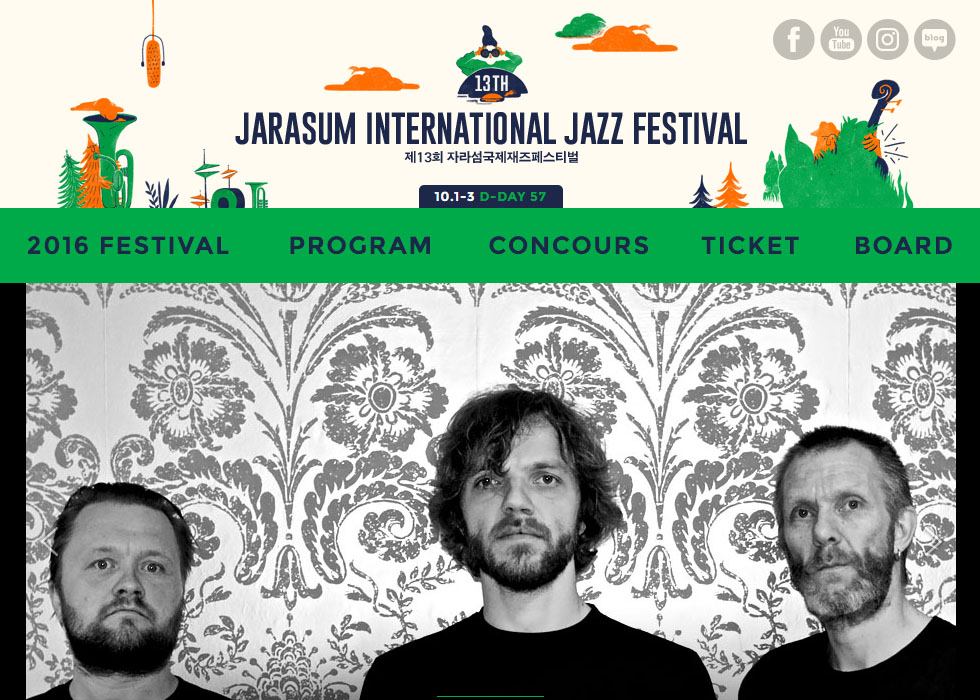 f
You
Tube
blog
13TH
JARASUM INTERNATIONAL JAZZ FESTIVAL
제13회 자라섬국제재즈페스티벌
10.1-3 D-DAY 57
2016 FESTIVAL PROGRAM CONCOURS TICKET BOARD